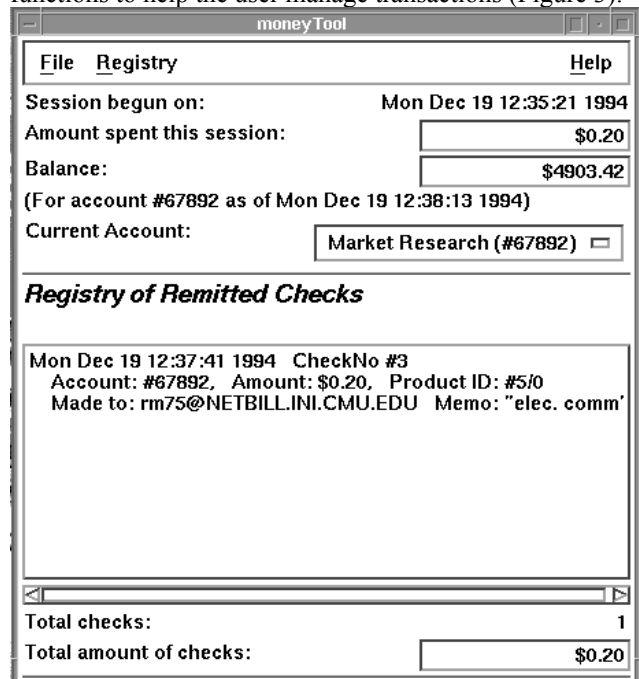 functions to help the user manage transactions (Figure 3).
moneyTool
File Registry Help
Session begun on: Mon Dec 19 12:35:21 1994
Amount spent this session: $0.20
Balance: $4903.42
(For account #67892 as of Mon Dec 19 12:38:13 1994)
Current Account: Market Research (#67892)
Registry of Remitted Checks
Mon Dec 19 12:37:41 1994 CheckNo #3
Account: #67892, Amount: $0.20, Product ID: #5/0
Made to: rm75@NETBILL.INI.CMU.EDU Memo: "elec. comm'
Total checks: 1
Total amount of checks: $0.20